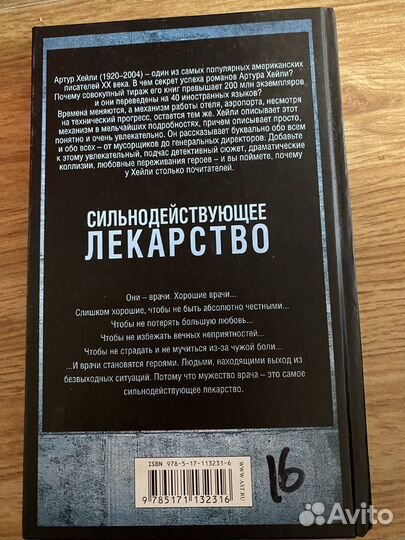 Артур Хейли (1920–2004) – один из самых популярных американских
писателей XX века. В чем секрет успеха романов Артура Хейли?
Почему совокупный тираж его книг превышает 200 млн экземпляров
и они переведены на 40 иностранных языков?
Времена меняются, а механизм работы отеля, аэропорта, несмотря
на технический прогресс, остается тем же. Хейли описывает этот
механизм в мельчайших подробностях, причем описывает просто,
понятно и очень увлекательно. Он рассказывает буквально обо всем
и обо всех – от мусорщиков до генеральных директоров. Добавьте
к этому увлекательный, подчас детективный сюжет, драматические
коллизии, любовные переживания героев – и вы поймете, почему
у Хейли столько почитателей.
СИЛЬНОДЕЙСТВУЮЩЕЕ
ЛЕКАРСТВО
Они – врачи. Хорошие врачи...
Слишком хорошие, чтобы не быть абсолютно честными...
Чтобы не потерять большую любовь...
Чтобы не избежать вечных неприятностей...
Чтобы не страдать и не мучиться из-за чужой боли...
...И врачи становятся героями. Людьми, находящими выход из
безвыходных ситуаций. Потому что мужество врача – это самое
сильнодействующее лекарство.
ISBN 978-5-17-113231-6
9 785171 132316
WWW.AST.RU
16
Avito